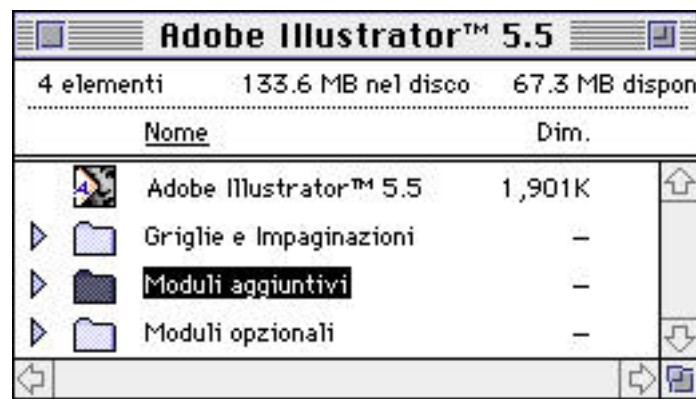 Adobe Illustrator™ 5.5
4 elementi 133.6 MB nel disco 67.3 MB dispon
Nome Dim.
Adobe Illustrator™ 5.5 1,901K
Griglie e Impaginazioni –
Moduli aggiuntivi –
Moduli opzionali –